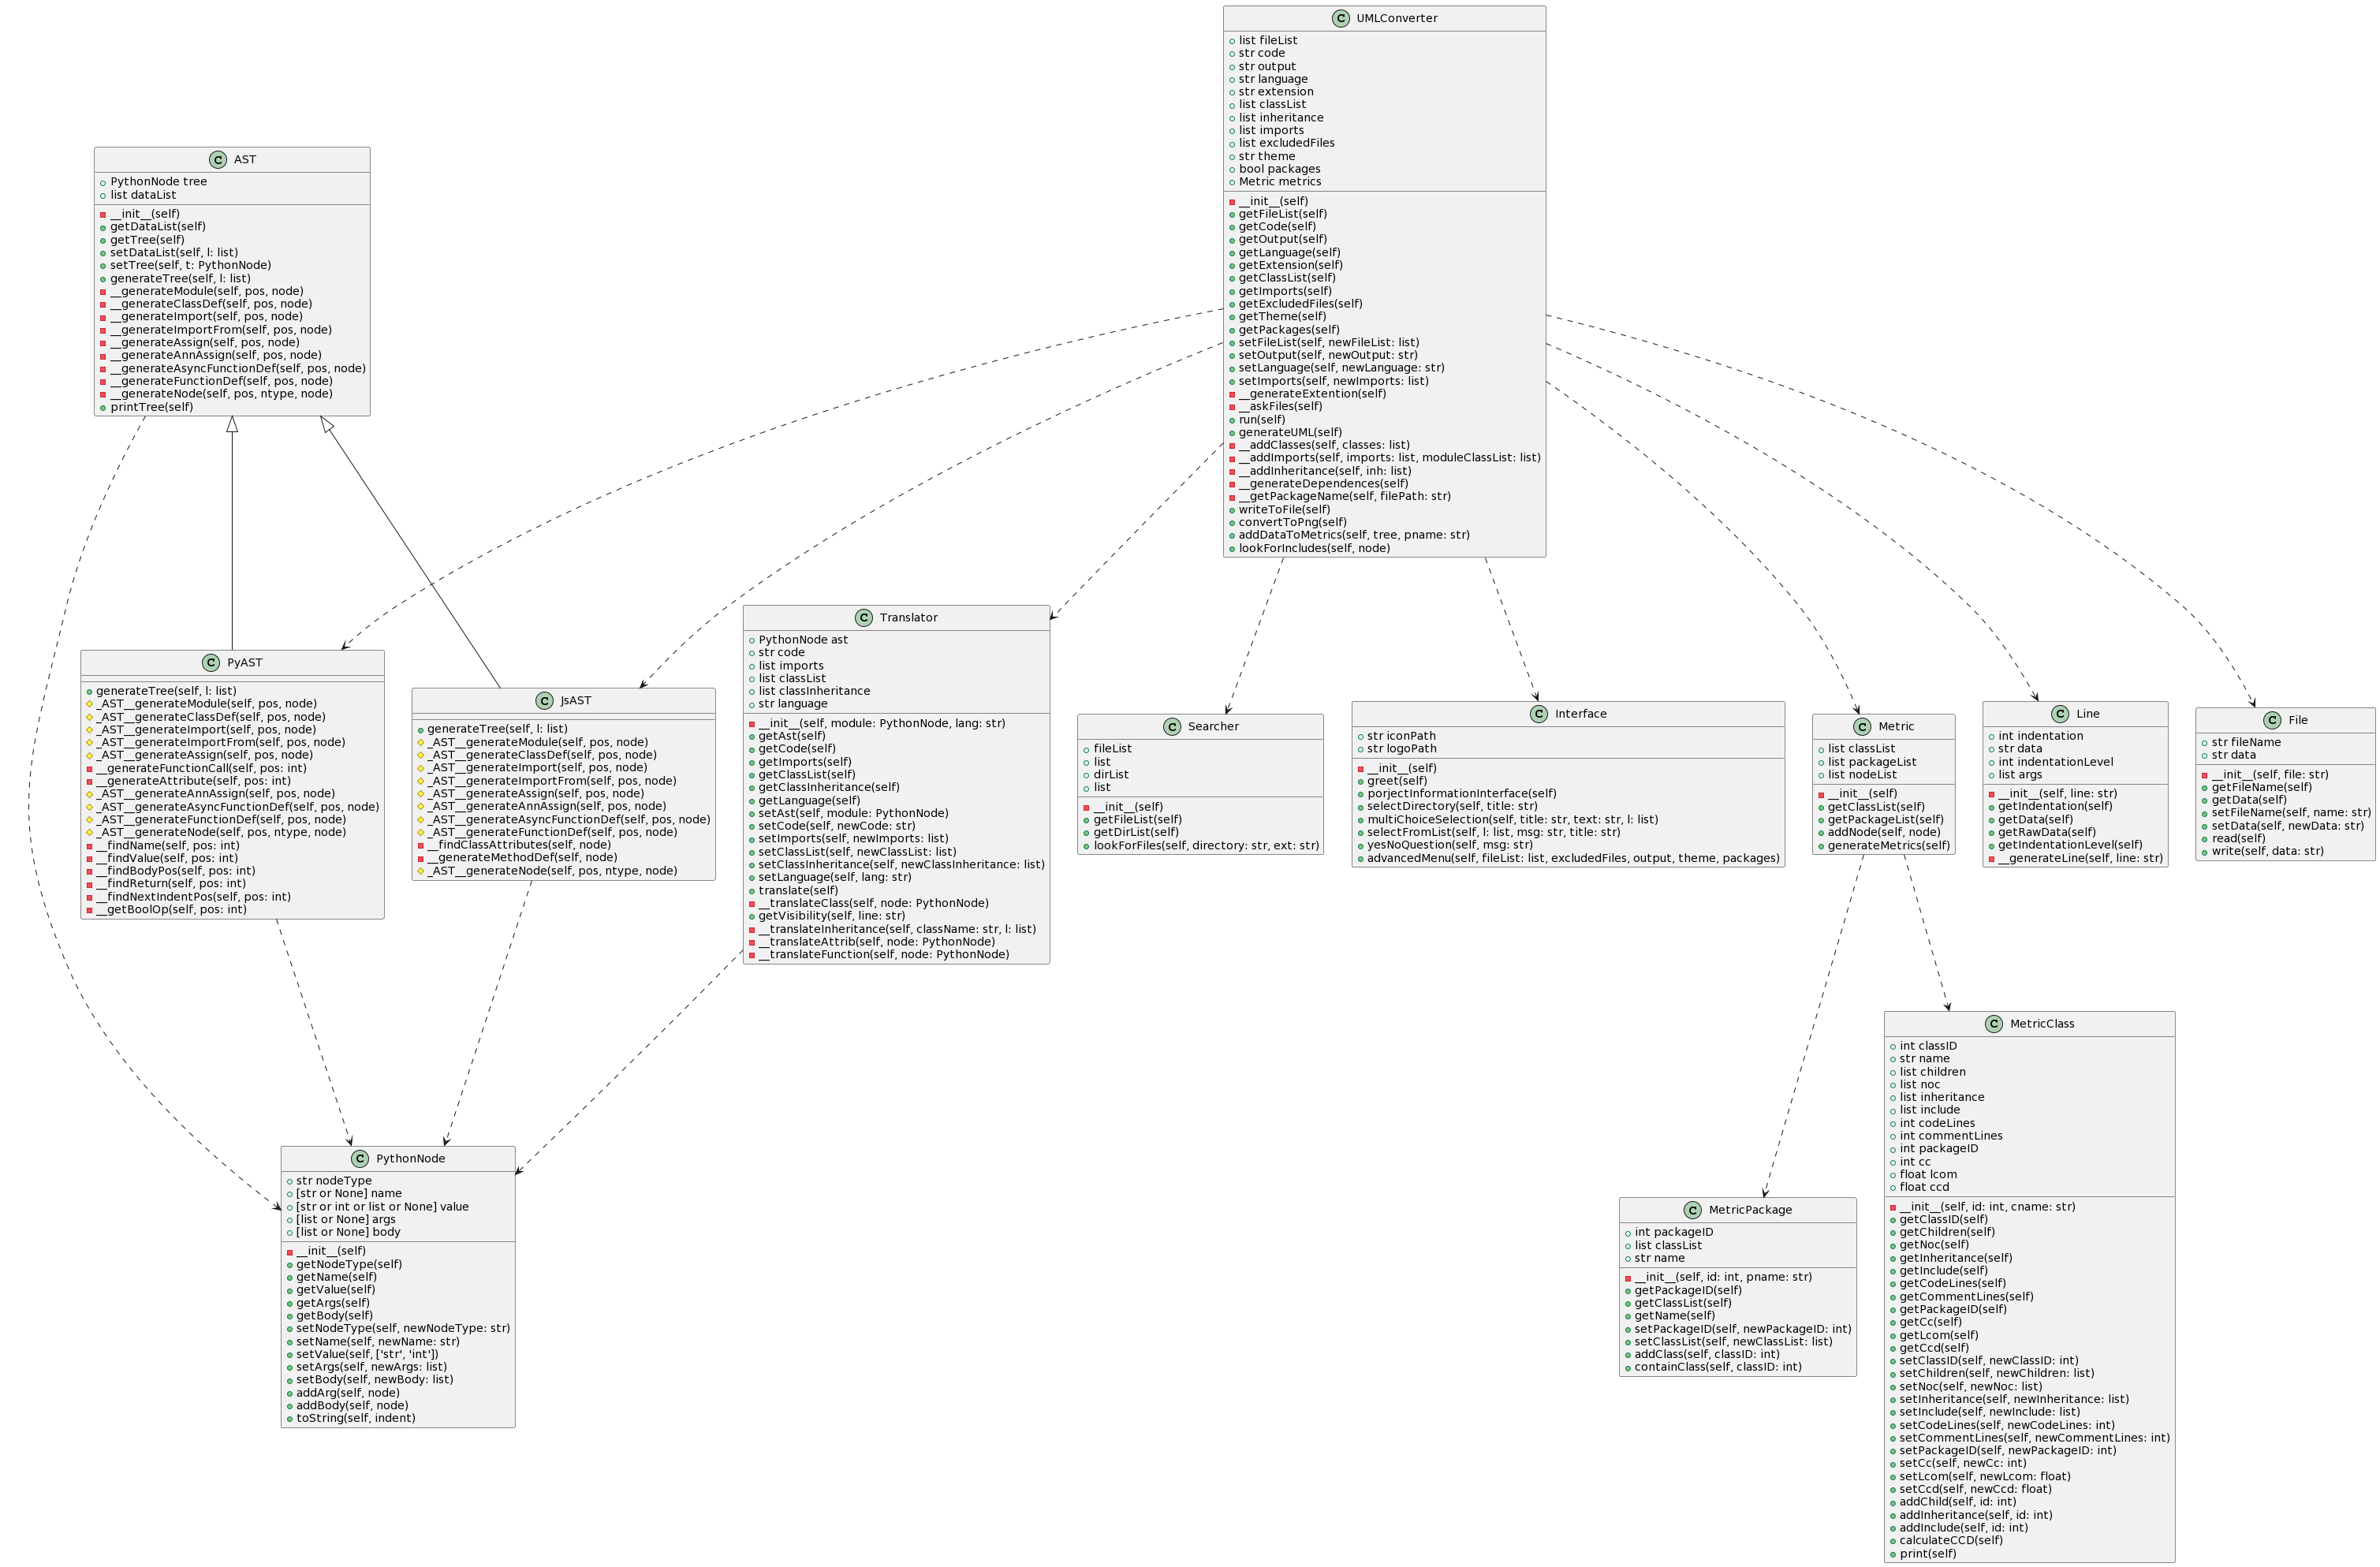 UMLConverter
list fileList
str code
str output
str language
str extension
list classList
list inheritance
list imports
list excludedFiles
str theme
bool packages
Metric metrics
__init__(self)
getFileList(self)
getCode(self)
getOutput(self)
getLanguage(self)
getExtension(self)
getClassList(self)
getImports(self)
getExcludedFiles(self)
getTheme(self)
getPackages(self)
setFileList(self, newFileList: list)
setOutput(self, newOutput: str)
setLanguage(self, newLanguage: str)
setImports(self, newImports: list)
__generateExtention(self)
__askFiles(self)
run(self)
generateUML(self)
__addClasses(self, classes: list)
__addImports(self, imports: list, moduleClassList: list)
__addInheritance(self, inh: list)
__generateDependences(self)
__getPackageName(self, filePath: str)
writeToFile(self)
convertToPng(self)
addDataToMetrics(self, tree, pname: str)
lookForIncludes(self, node)
AST
PythonNode tree
list dataList
__init__(self)
getDataList(self)
getTree(self)
setDataList(self, l: list)
setTree(self, t: PythonNode)
generateTree(self, l: list)
__generateModule(self, pos, node)
__generateClassDef(self, pos, node)
__generateImport(self, pos, node)
__generateImportFrom(self, pos, node)
__generateAssign(self, pos, node)
__generateAnnAssign(self, pos, node)
__generateAsyncFunctionDef(self, pos, node)
__generateFunctionDef(self, pos, node)
__generateNode(self, pos, ntype, node)
printTree(self)
PyAST
generateTree(self, l: list)
_AST__generateModule(self, pos, node)
_AST__generateClassDef(self, pos, node)
_AST__generateImport(self, pos, node)
_AST__generateImportFrom(self, pos, node)
_AST__generateAssign(self, pos, node)
__generateFunctionCall(self, pos: int)
__generateAttribute(self, pos: int)
_AST__generateAnnAssign(self, pos, node)
_AST__generateAsyncFunctionDef(self, pos, node)
_AST__generateFunctionDef(self, pos, node)
_AST__generateNode(self, pos, ntype, node)
__findName(self, pos: int)
__findValue(self, pos: int)
__findBodyPos(self, pos: int)
__findReturn(self, pos: int)
__findNextIndentPos(self, pos: int)
__getBoolOp(self, pos: int)
JsAST
generateTree(self, l: list)
_AST__generateModule(self, pos, node)
_AST__generateClassDef(self, pos, node)
_AST__generateImport(self, pos, node)
_AST__generateImportFrom(self, pos, node)
_AST__generateAssign(self, pos, node)
_AST__generateAnnAssign(self, pos, node)
_AST__generateAsyncFunctionDef(self, pos, node)
_AST__generateFunctionDef(self, pos, node)
__findClassAttributes(self, node)
__generateMethodDef(self, node)
_AST__generateNode(self, pos, ntype, node)
Translator
PythonNode ast
str code
list imports
list classList
list classInheritance
str language
__init__(self, module: PythonNode, lang: str)
getAst(self)
getCode(self)
getImports(self)
getClassList(self)
getClassInheritance(self)
getLanguage(self)
setAst(self, module: PythonNode)
setCode(self, newCode: str)
setImports(self, newImports: list)
setClassList(self, newClassList: list)
setClassInheritance(self, newClassInheritance: list)
setLanguage(self, lang: str)
translate(self)
__translateClass(self, node: PythonNode)
getVisibility(self, line: str)
__translateInheritance(self, className: str, l: list)
__translateAttrib(self, node: PythonNode)
__translateFunction(self, node: PythonNode)
Searcher
fileList
list
dirList
list
__init__(self)
getFileList(self)
getDirList(self)
lookForFiles(self, directory: str, ext: str)
Interface
str iconPath
str logoPath
__init__(self)
greet(self)
porjectInformationInterface(self)
selectDirectory(self, title: str)
multiChoiceSelection(self, title: str, text: str, l: list)
selectFromList(self, l: list, msg: str, title: str)
yesNoQuestion(self, msg: str)
advancedMenu(self, fileList: list, excludedFiles, output, theme, packages)
Metric
list classList
list packageList
list nodeList
__init__(self)
getClassList(self)
getPackageList(self)
addNode(self, node)
generateMetrics(self)
Line
int indentation
str data
int indentationLevel
list args
__init__(self, line: str)
getIndentation(self)
getData(self)
getRawData(self)
getIndentationLevel(self)
__generateLine(self, line: str)
File
str fileName
str data
__init__(self, file: str)
getFileName(self)
getData(self)
setFileName(self, name: str)
setData(self, newData: str)
read(self)
write(self, data: str)
PythonNode
str nodeType
[str or None] name
[str or int or list or None] value
[list or None] args
[list or None] body
__init__(self)
getNodeType(self)
getName(self)
getValue(self)
getArgs(self)
getBody(self)
setNodeType(self, newNodeType: str)
setName(self, newName: str)
setValue(self, ['str', 'int'])
setArgs(self, newArgs: list)
setBody(self, newBody: list)
addArg(self, node)
addBody(self, node)
toString(self, indent)
MetricPackage
int packageID
list classList
str name
__init__(self, id: int, pname: str)
getPackageID(self)
getClassList(self)
getName(self)
setPackageID(self, newPackageID: int)
setClassList(self, newClassList: list)
addClass(self, classID: int)
containClass(self, classID: int)
MetricClass
int classID
str name
list children
list noc
list inheritance
list include
int codeLines
int commentLines
int packageID
int cc
float lcom
float ccd
__init__(self, id: int, cname: str)
getClassID(self)
getChildren(self)
getNoc(self)
getInheritance(self)
getInclude(self)
getCodeLines(self)
getCommentLines(self)
getPackageID(self)
getCc(self)
getLcom(self)
getCcd(self)
setClassID(self, newClassID: int)
setChildren(self, newChildren: list)
setNoc(self, newNoc: list)
setInheritance(self, newInheritance: list)
setInclude(self, newInclude: list)
setCodeLines(self, newCodeLines: int)
setCommentLines(self, newCommentLines: int)
setPackageID(self, newPackageID: int)
setCc(self, newCc: int)
setLcom(self, newLcom: float)
setCcd(self, newCcd: float)
addChild(self, id: int)
addInheritance(self, id: int)
addInclude(self, id: int)
calculateCCD(self)
print(self)